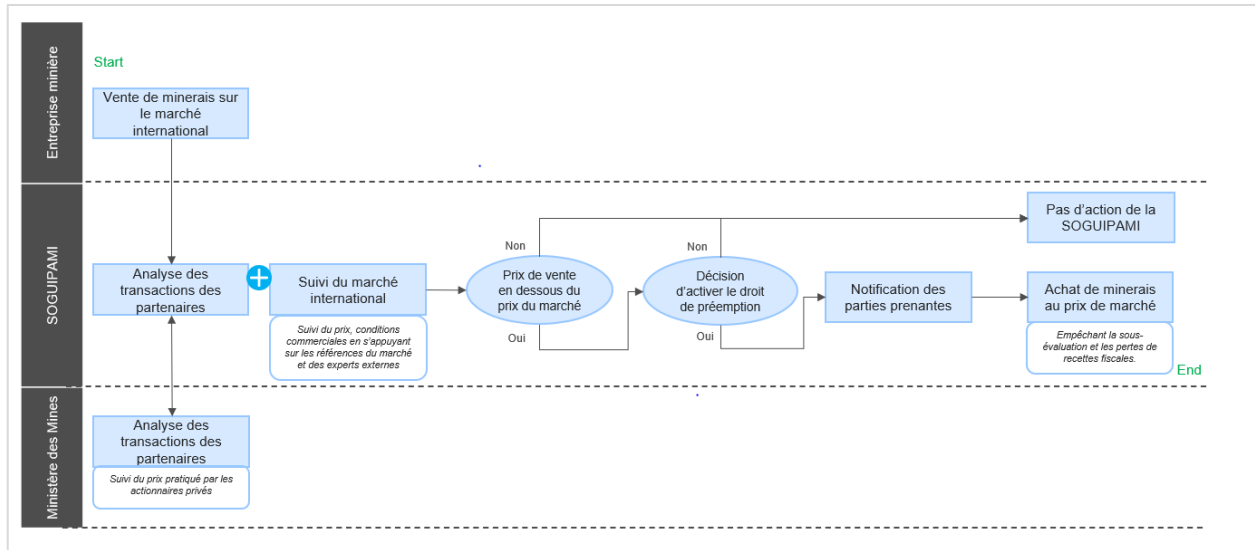 Entreprise minière
Start
Vente de minerais sur
le marché
international
SOGUIPAMI
Analyse des
transactions des
partenaires
Suivi du marché
international
Suivi du prix, conditions
commerciales en s'appuyant
sur les références du marché
et des experts externes
Non
Prix de vente
en dessous du
prix du marché
Oui
Non
Décision
d'activer le droit
de préemption
Oui
Notification des
parties prenantes
Pas d'action de la
SOGUIPAMI
Achat de minerais
au prix de marché
Empêchant la sous-
évaluation et les pertes de
recettes fiscales.
End
Ministère des Mines
Analyse des
transactions des
partenaires
Suivi du prix pratiqué par les
actionnaires privés